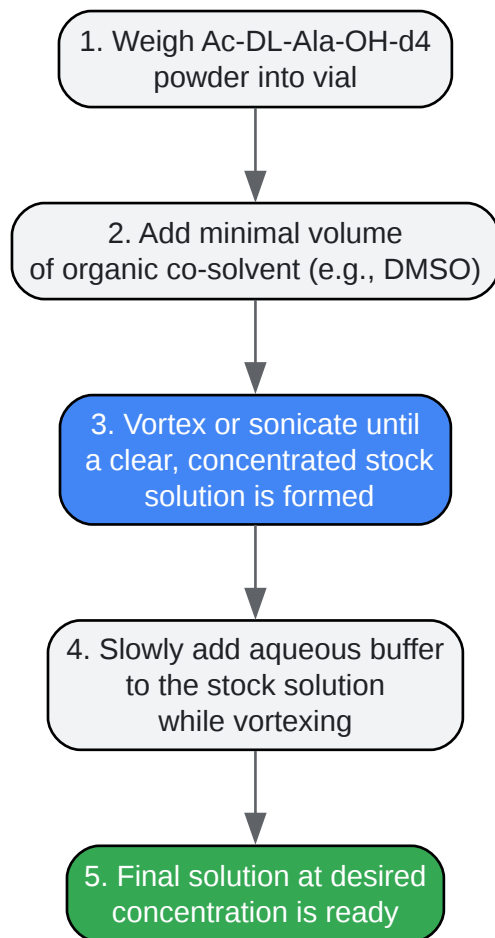 1. Weigh Ac-DL-Ala-OH-d4
powder into vial
2. Add minimal volume
of organic co-solvent (e.g., DMSO)
3. Vortex or sonicate until
a clear, concentrated stock
solution is formed
4. Slowly add aqueous buffer
to the stock solution
while vortexing
5. Final solution at desired
concentration is ready